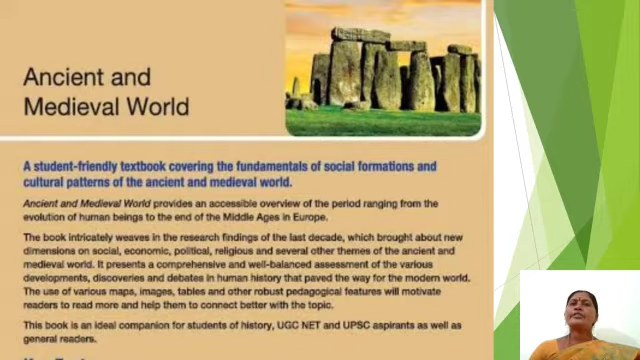 Ancient and
Medieval World
A student-friendly textbook covering the fundamentals of social formations and
cultural patterns of the ancient and medieval world.
Ancient and Medieval World provides an accessible overview of the period ranging from the
evolution of human beings to the end of the Middle Ages in Europe.
The book intricately weaves in the research findings of the last decade, which brought about new
dimensions on social, economic, political, religious and several other themes of the ancient and
medieval world. It presents a comprehensive and well-balanced assessment of the various
developments, discoveries and debates in human history that paved the way for the modern world.
The use of various maps, images, tables and other robust pedagogical features will motivate
readers to read more and help them to connect better with the topic.
This book is an ideal companion for students of history, UGC NET and UPSC aspirants as well as
general readers.